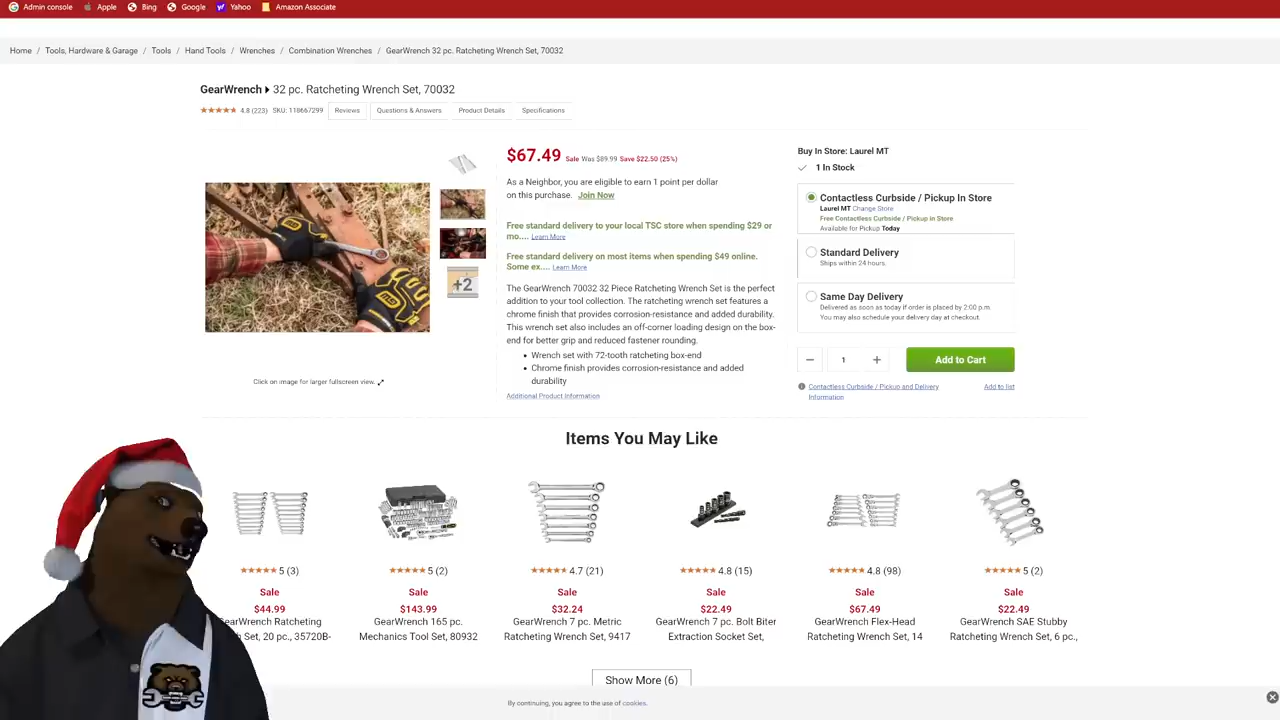 Admin console Apple Bing Google Yahoo Amazon Associate
Home / Tools, Hardware & Garage / Tools / Hand Tools / Wrenches / Combination Wrenches / GearWrench 32 pc. Ratcheting Wrench Set, 70032
GearWrench 32 pc. Ratcheting Wrench Set, 70032
4.8 (223) SKU: 118667299 Reviews Questions & Answers Product Details Specifications
$67.49 Sale Was $89.99 Save $22.50 (25%)
As a Neighbor, you are eligible to earn 1 point per dollar
on this purchase. Join Now
Free standard delivery to your local TSC store when spending $29 or
mo.... Learn More
Free standard delivery on most items when spending $49 online.
Some ex.... Learn More
The GearWrench 70032 32 Piece Ratcheting Wrench Set is the perfect
addition to your tool collection. The ratcheting wrench set features a
chrome finish that provides corrosion-resistance and added durability.
This wrench set also includes an off-corner loading design on the box-
end for better grip and reduced fastener rounding.
• Wrench set with 72-tooth ratcheting box-end
• Chrome finish provides corrosion-resistance and added
durability
Additional Product Information
+2
Click on image for larger fullscreen view.
Buy In Store: Laurel MT
1 In Stock
Contactless Curbside / Pickup In Store
Laurel MT Change Store
Free Contactless Curbside / Pickup in Store
Available for Pickup Today
Standard Delivery
Ships within 24 hours.
Same Day Delivery
Delivered as soon as today if order is placed by 2:00 p.m.
You may also schedule your delivery day at checkout.
− 1 + Add to Cart
Contactless Curbside / Pickup and Delivery
Information
Add to list
Items You May Like
5 (3) 5 (2) 4.7 (21) 4.8 (15) 4.8 (98) 5 (2)
Sale Sale Sale Sale Sale Sale
$44.99 $143.99 $32.24 $22.49 $67.49 $22.49
GearWrench Ratcheting GearWrench 165 pc. GearWrench 7 pc. Metric GearWrench 7 pc. Bolt Biter GearWrench Flex-Head GearWrench SAE Stubby
Set, 20 pc., 35720B- Mechanics Tool Set, 80932 Ratcheting Wrench Set, 9417 Extraction Socket Set, Ratcheting Wrench Set, 14 Ratcheting Wrench Set, 6 pc.,
Show More (6)
By continuing, you agree to the use of cookies.